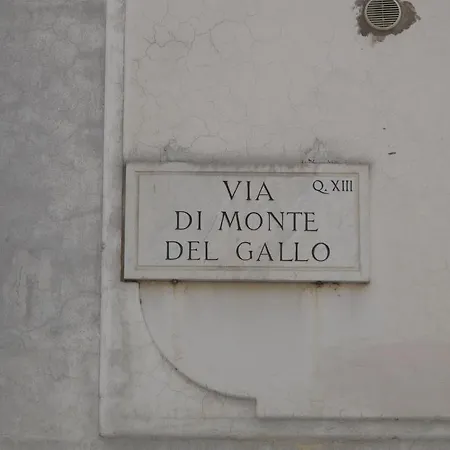 VIA Q. XIII
DI MONTE
DEL GALLO